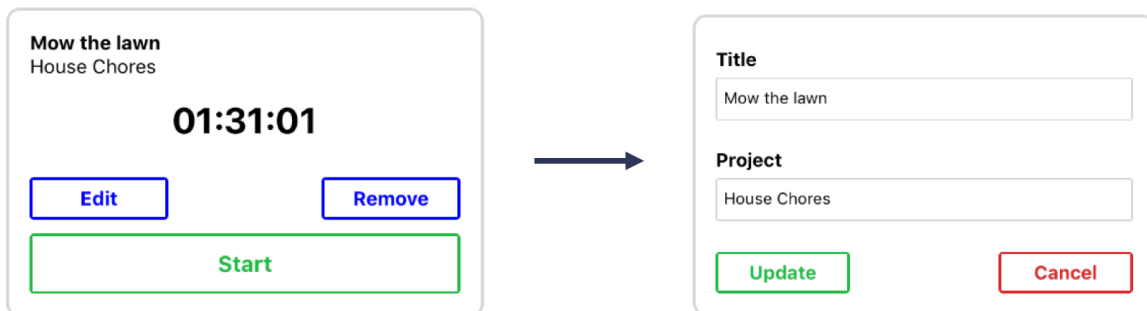 Mow the lawn
House Chores
01:31:01
Edit Remove
Start
Title
Mow the lawn
Project
House Chores
Update Cancel